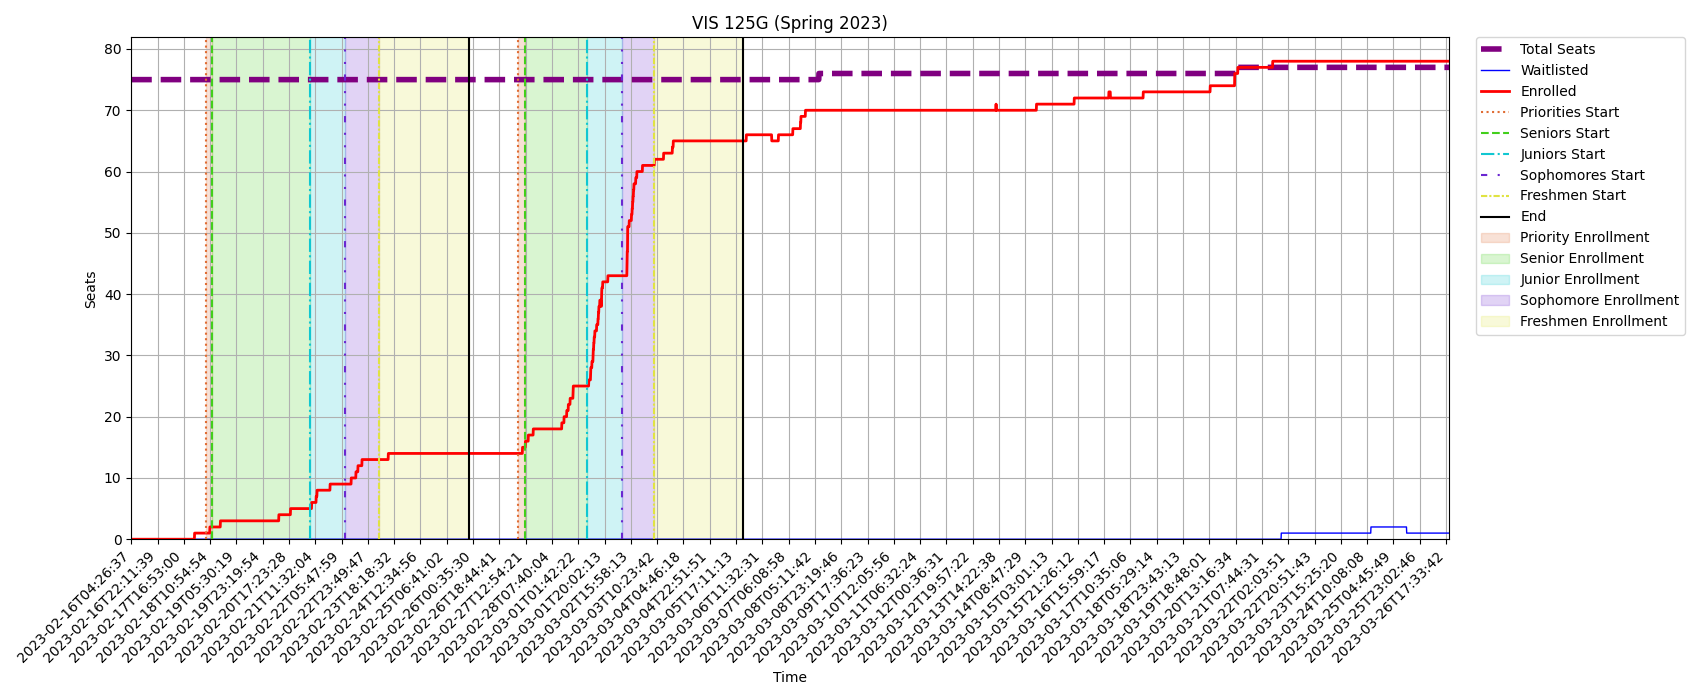 VIS 125G (Spring 2023)
Seats
80
70
60
50
40
30
20
10
0
2023-02-16T04:26:37
2023-02-16T22:11:39
2023-02-17T16:53:00
2023-02-18T10:54:54
2023-02-19T05:30:19
2023-02-19T23:19:54
2023-02-20T17:23:28
2023-02-21T11:32:04
2023-02-22T05:47:59
2023-02-22T23:49:47
2023-02-23T18:18:32
2023-02-24T12:34:56
2023-02-25T06:41:02
2023-02-26T00:35:30
2023-02-26T18:44:41
2023-02-27T12:54:21
2023-02-28T07:40:04
2023-03-01T01:42:22
2023-03-01T20:02:13
2023-03-02T15:58:13
2023-03-03T10:23:42
2023-03-04T04:46:18
2023-03-04T22:51:51
2023-03-05T17:11:13
2023-03-06T11:32:31
2023-03-07T06:08:58
2023-03-08T05:11:42
2023-03-08T23:19:46
2023-03-09T17:36:23
2023-03-10T12:05:56
2023-03-11T06:32:24
2023-03-12T00:36:31
2023-03-12T19:57:22
2023-03-13T14:22:38
2023-03-14T08:47:29
2023-03-15T03:01:13
2023-03-15T21:26:12
2023-03-16T15:59:17
2023-03-17T10:35:06
2023-03-18T05:29:14
2023-03-18T23:43:13
2023-03-19T18:48:01
2023-03-20T13:16:34
2023-03-21T07:44:31
2023-03-22T02:03:51
2023-03-22T20:51:43
2023-03-23T15:25:20
2023-03-24T10:08:08
2023-03-25T04:45:49
2023-03-25T23:02:46
2023-03-26T17:33:42
Time
Total Seats
Waitlisted
Enrolled
Priorities Start
Seniors Start
Juniors Start
Sophomores Start
Freshmen Start
End
Priority Enrollment
Senior Enrollment
Junior Enrollment
Sophomore Enrollment
Freshmen Enrollment